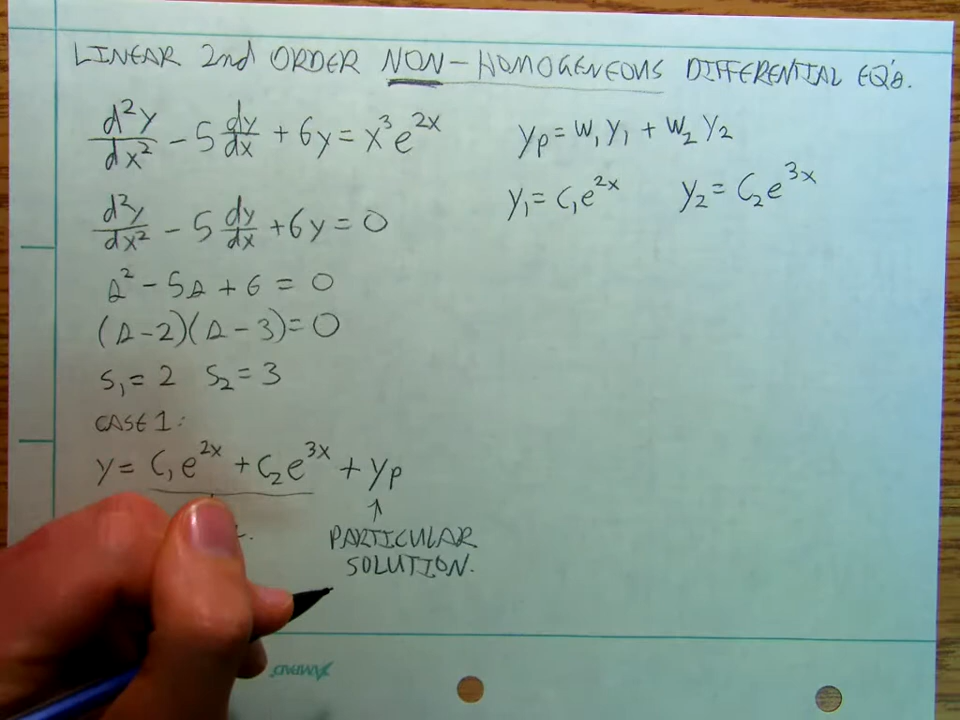 LINEAR 2nd ORDER NON-HOMOGENEOUS DIFFERENTIAL EQ'S.
d²y/dx² - 5 dy/dx + 6y = x³e^2x
d²y/dx² - 5 dy/dx + 6y = 0
s² - 5s + 6 = 0
(s-2)(s-3) = 0
s₁ = 2 s₂ = 3
CASE 1:
y = C₁e^2x + C₂e^3x + yp
↑
PARTICULAR
SOLUTION.
yp = w₁y₁ + w₂y₂
y₁ = C₁e^2x y₂ = C₂e^3x
AMPAD